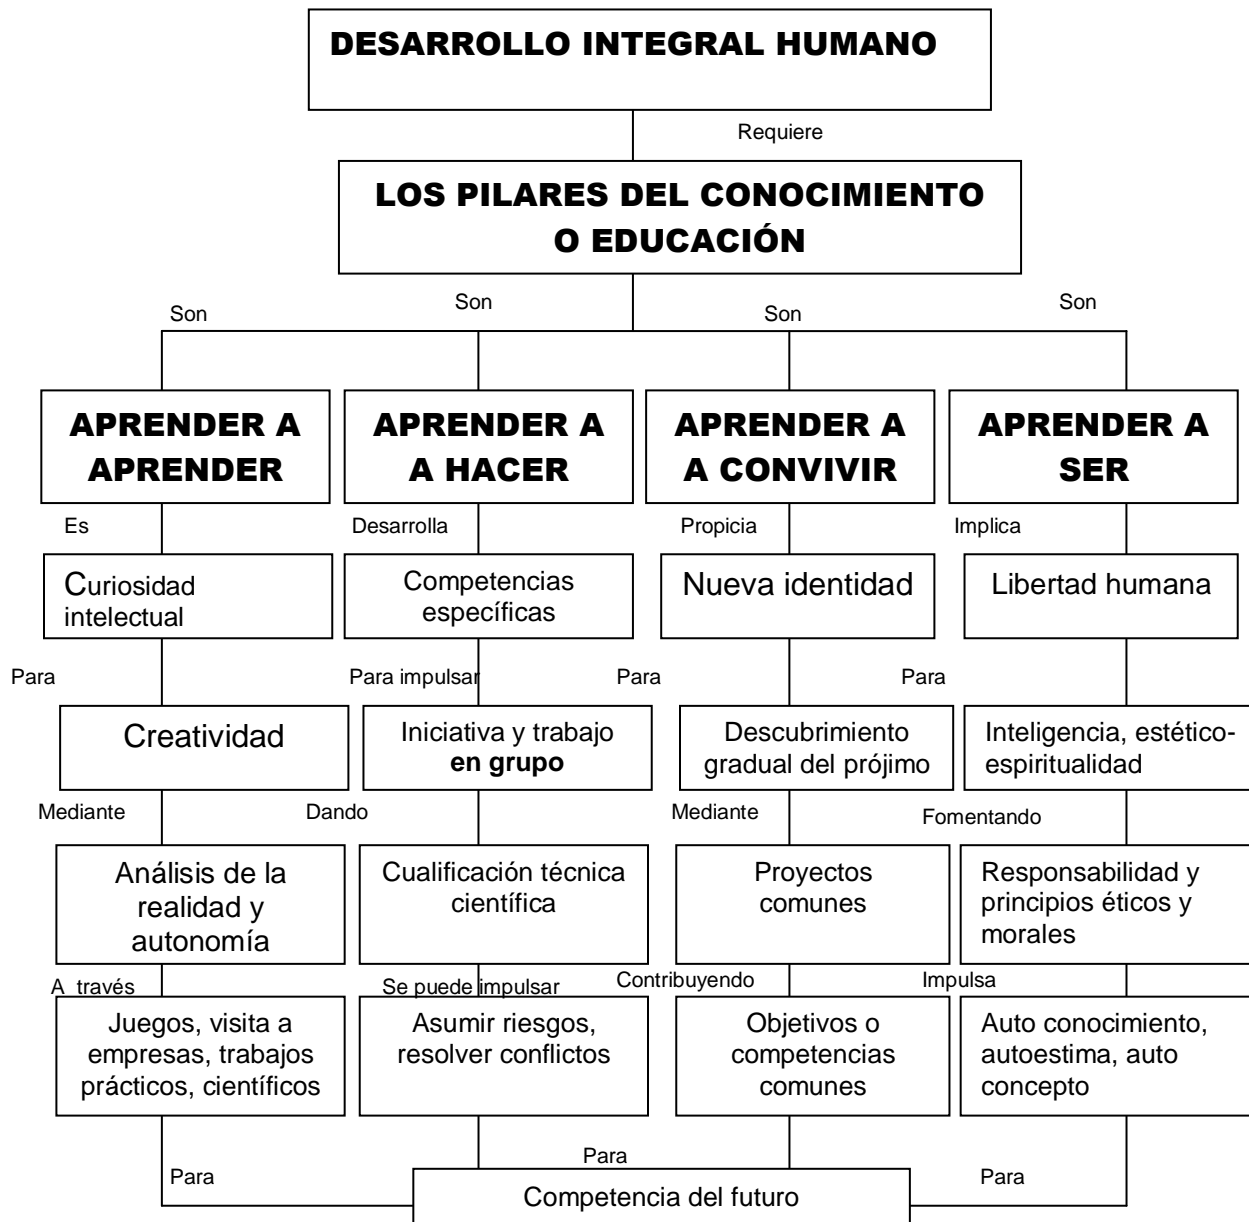 DESARROLLO INTEGRAL HUMANO
Requiere
LOS PILARES DEL CONOCIMIENTO
O EDUCACIÓN
Son
Son
Son
Son
APRENDER A
APRENDER
APRENDER A
A HACER
APRENDER A
A CONVIVIR
APRENDER A
SER
Es
Desarrolla
Propicia
Implica
Curiosidad
intelectual
Competencias
específicas
Nueva identidad
Libertad humana
Para
Para impulsar
Para
Para
Creatividad
Iniciativa y trabajo
en grupo
Descubrimiento
gradual del prójimo
Inteligencia, estético-
espiritualidad
Mediante
Dando
Mediante
Fomentando
Análisis de la
realidad y
autonomía
Cualificación técnica
científica
Proyectos
comunes
Responsabilidad y
principios éticos y
morales
A través
Se puede impulsar
Contribuyendo
Impulsa
Juegos, visita a
empresas, trabajos
prácticos, científicos
Asumir riesgos,
resolver conflictos
Objetivos o
competencias
comunes
Auto conocimiento,
autoestima, auto
concepto
Para
Para
Para
Competencia del futuro